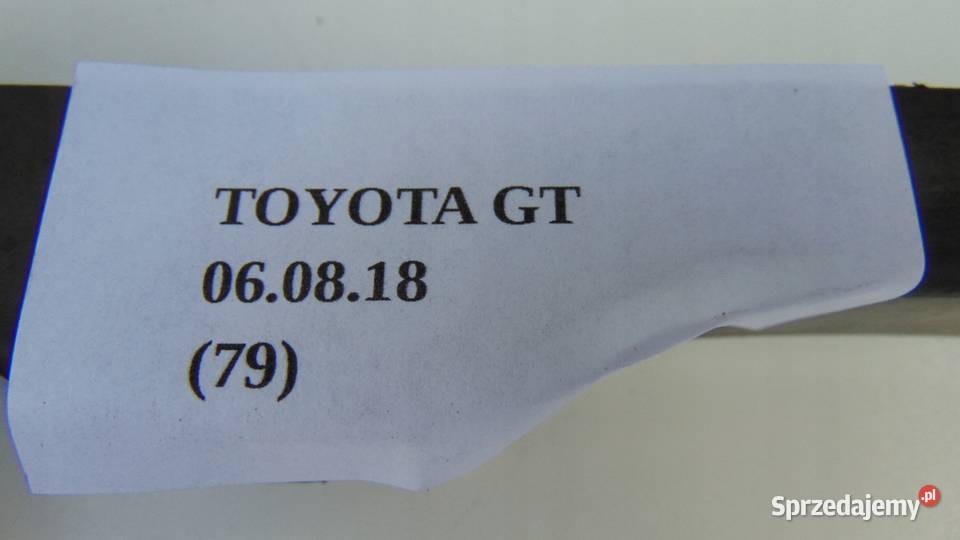 TOYOTA GT
06.08.18
(79)
Sprzedajemy.pl